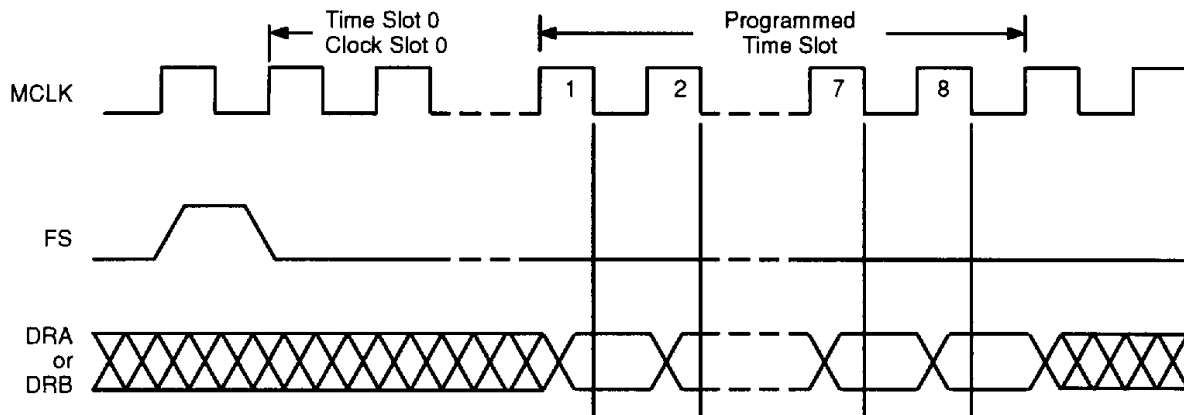 Time Slot 0
Clock Slot 0
Programmed
Time Slot
MCLK
1 2 7 8
FS
DRA
or
DRB